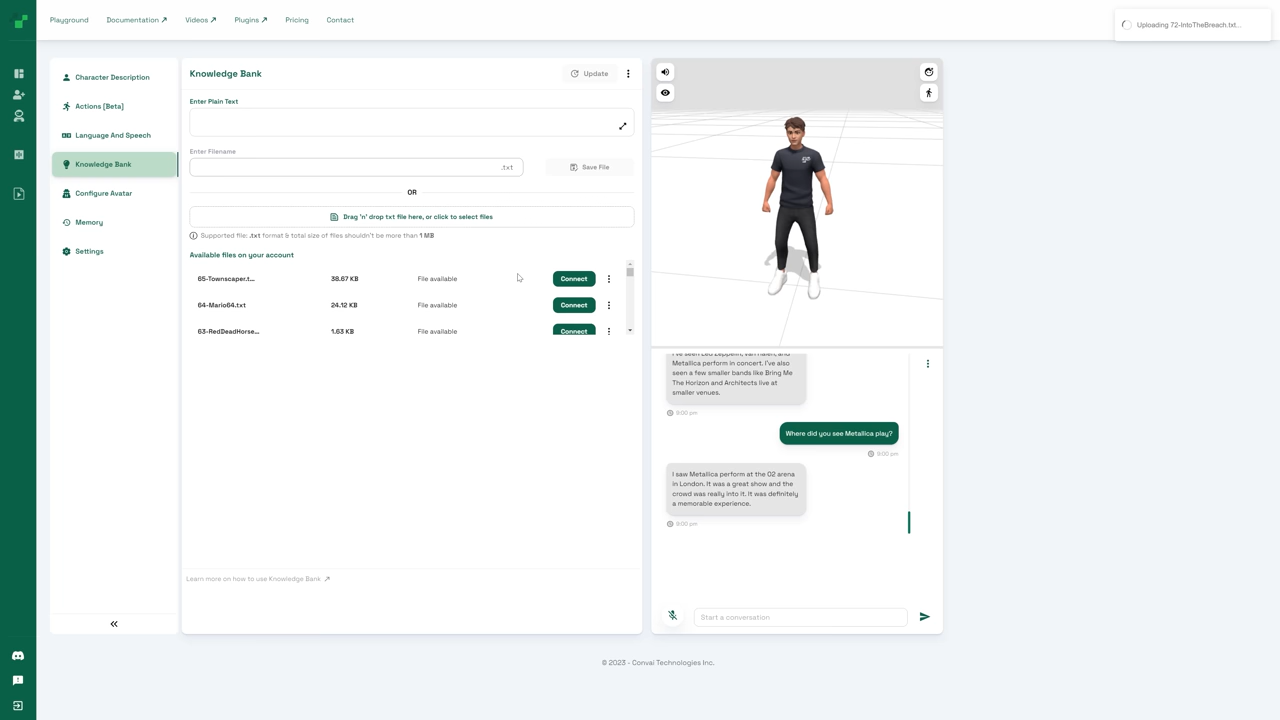 Playground
Documentation
Videos
Plugins
Pricing
Contact
Uploading 72-IntoTheBreach.txt...
Character Description
Actions [Beta]
Language And Speech
Knowledge Bank
Configure Avatar
Memory
Settings
Knowledge Bank
Update
Enter Plain Text
Enter Filename
.txt
Save File
OR
Drag 'n' drop txt file here, or click to select files
Supported file: .txt format & total size of files shouldn't be more than 1 MB
Available files on your account
65-Townscaper.t... 38.67 KB File available Connect
64-Mario64.txt 24.12 KB File available Connect
63-RedDeadHorse... 1.63 KB File available Connect
Learn more on how to use Knowledge Bank
I've seen Led Zeppelin, Van Halen, and
Metallica perform in concert. I've also
seen a few smaller bands like Bring Me
The Horizon and Architects live at
smaller venues.
9:00 pm
Where did you see Metallica play?
9:00 pm
I saw Metallica perform at the O2 arena
in London. It was a great show and the
crowd was really into it. It was definitely
a memorable experience.
9:00 pm
Start a conversation
© 2023 - Convai Technologies Inc.